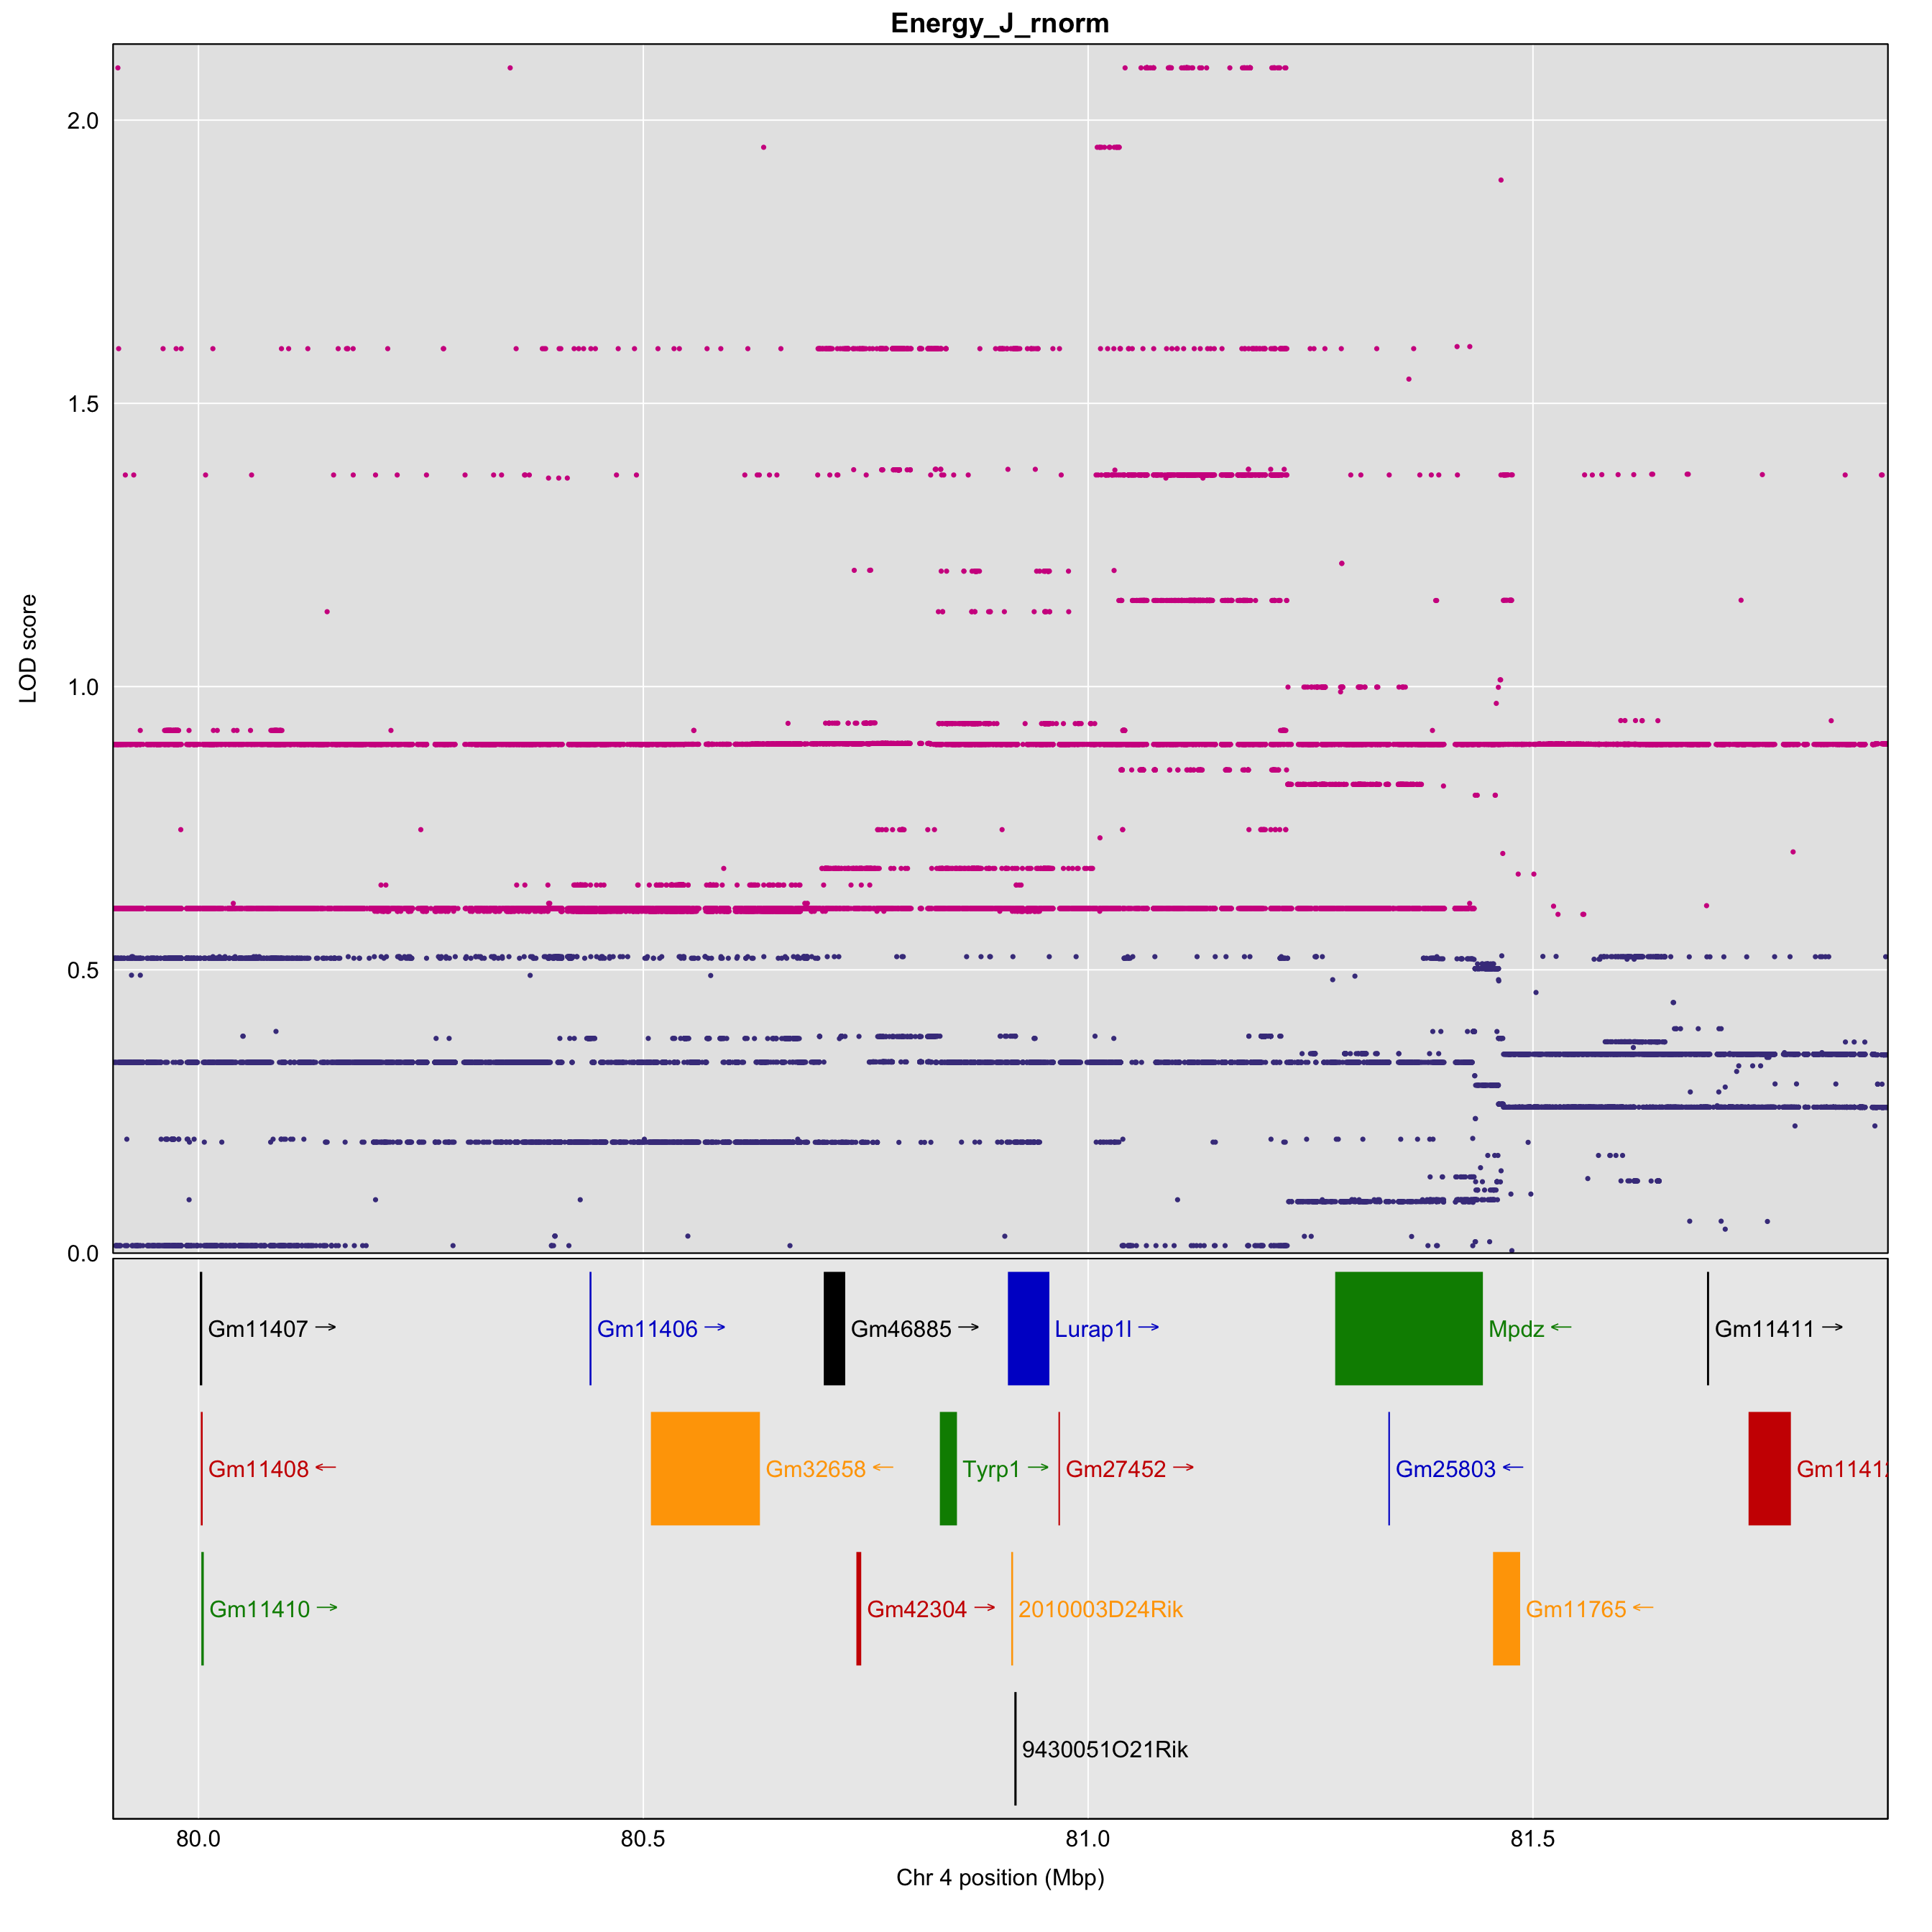 Energy_J_rnorm
2.0
1.5
1.0
0.5
0.0
LOD score
Gm11407 →
Gm11406 →
Gm46885 →
Lurap1l →
Mpdz ←
Gm11411 →
Gm11408 ←
Gm32658 ←
Tyrp1 →
Gm27452 →
Gm25803 ←
Gm11410 →
Gm42304 →
2010003D24Rik
Gm11765 ←
9430051O21Rik
80.0 80.5 81.0 81.5
Chr 4 position (Mbp)